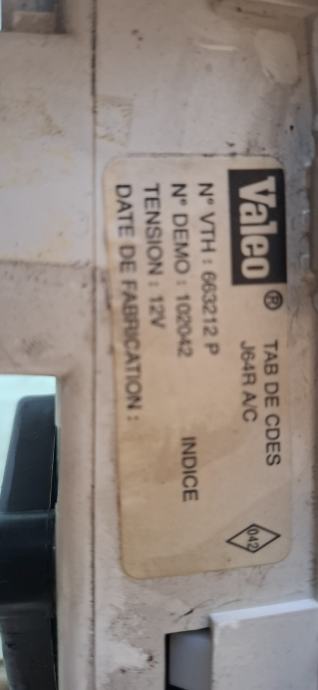 Valeo ®
TAB DE CDES
J64R A/C
N° VTH : 663212 P
N° DEMO : 102042 INDICE
TENSION : 12V
DATE DE FABRICATION :
042